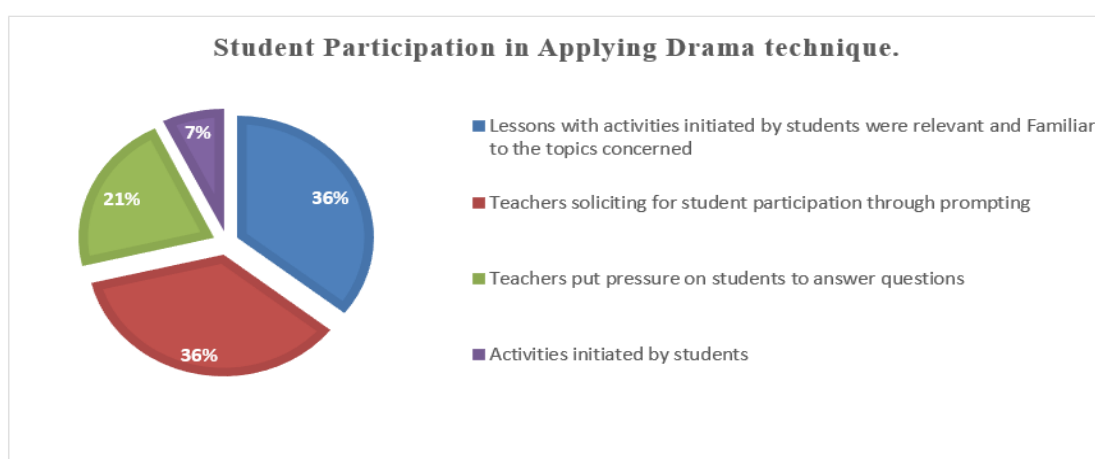 Student Participation in Applying Drama technique.
7%
36%
21%
36%
Lessons with activities initiated by students were relevant and Familiar
to the topics concerned
Teachers soliciting for student participation through prompting
Teachers put pressure on students to answer questions
Activities initiated by students